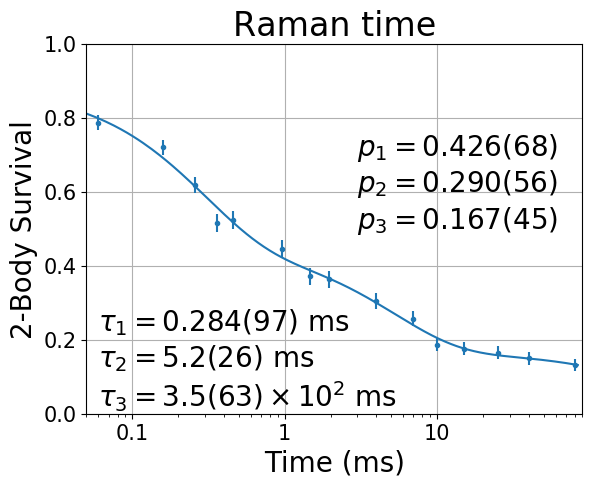 Raman time
2-Body Survival
1.0
0.8
0.6
0.4
0.2
0.0
p₁ = 0.426(68)
p₂ = 0.290(56)
p₃ = 0.167(45)
τ₁ = 0.284(97) ms
τ₂ = 5.2(26) ms
τ₃ = 3.5(63) × 10² ms
0.1 1 10
Time (ms)